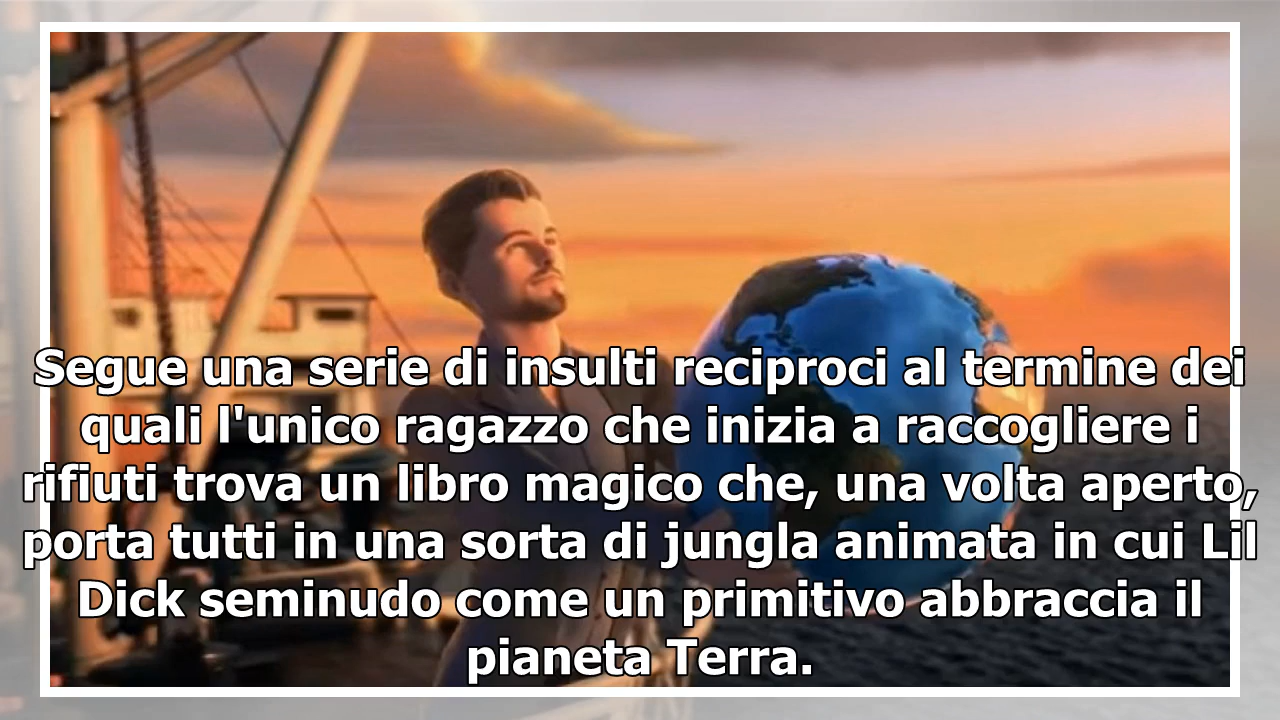 Segue una serie di insulti reciproci al termine dei
quali l'unico ragazzo che inizia a raccogliere i
rifiuti trova un libro magico che, una volta aperto,
porta tutti in una sorta di jungla animata in cui Lil
Dick seminudo come un primitivo abbraccia il
pianeta Terra.